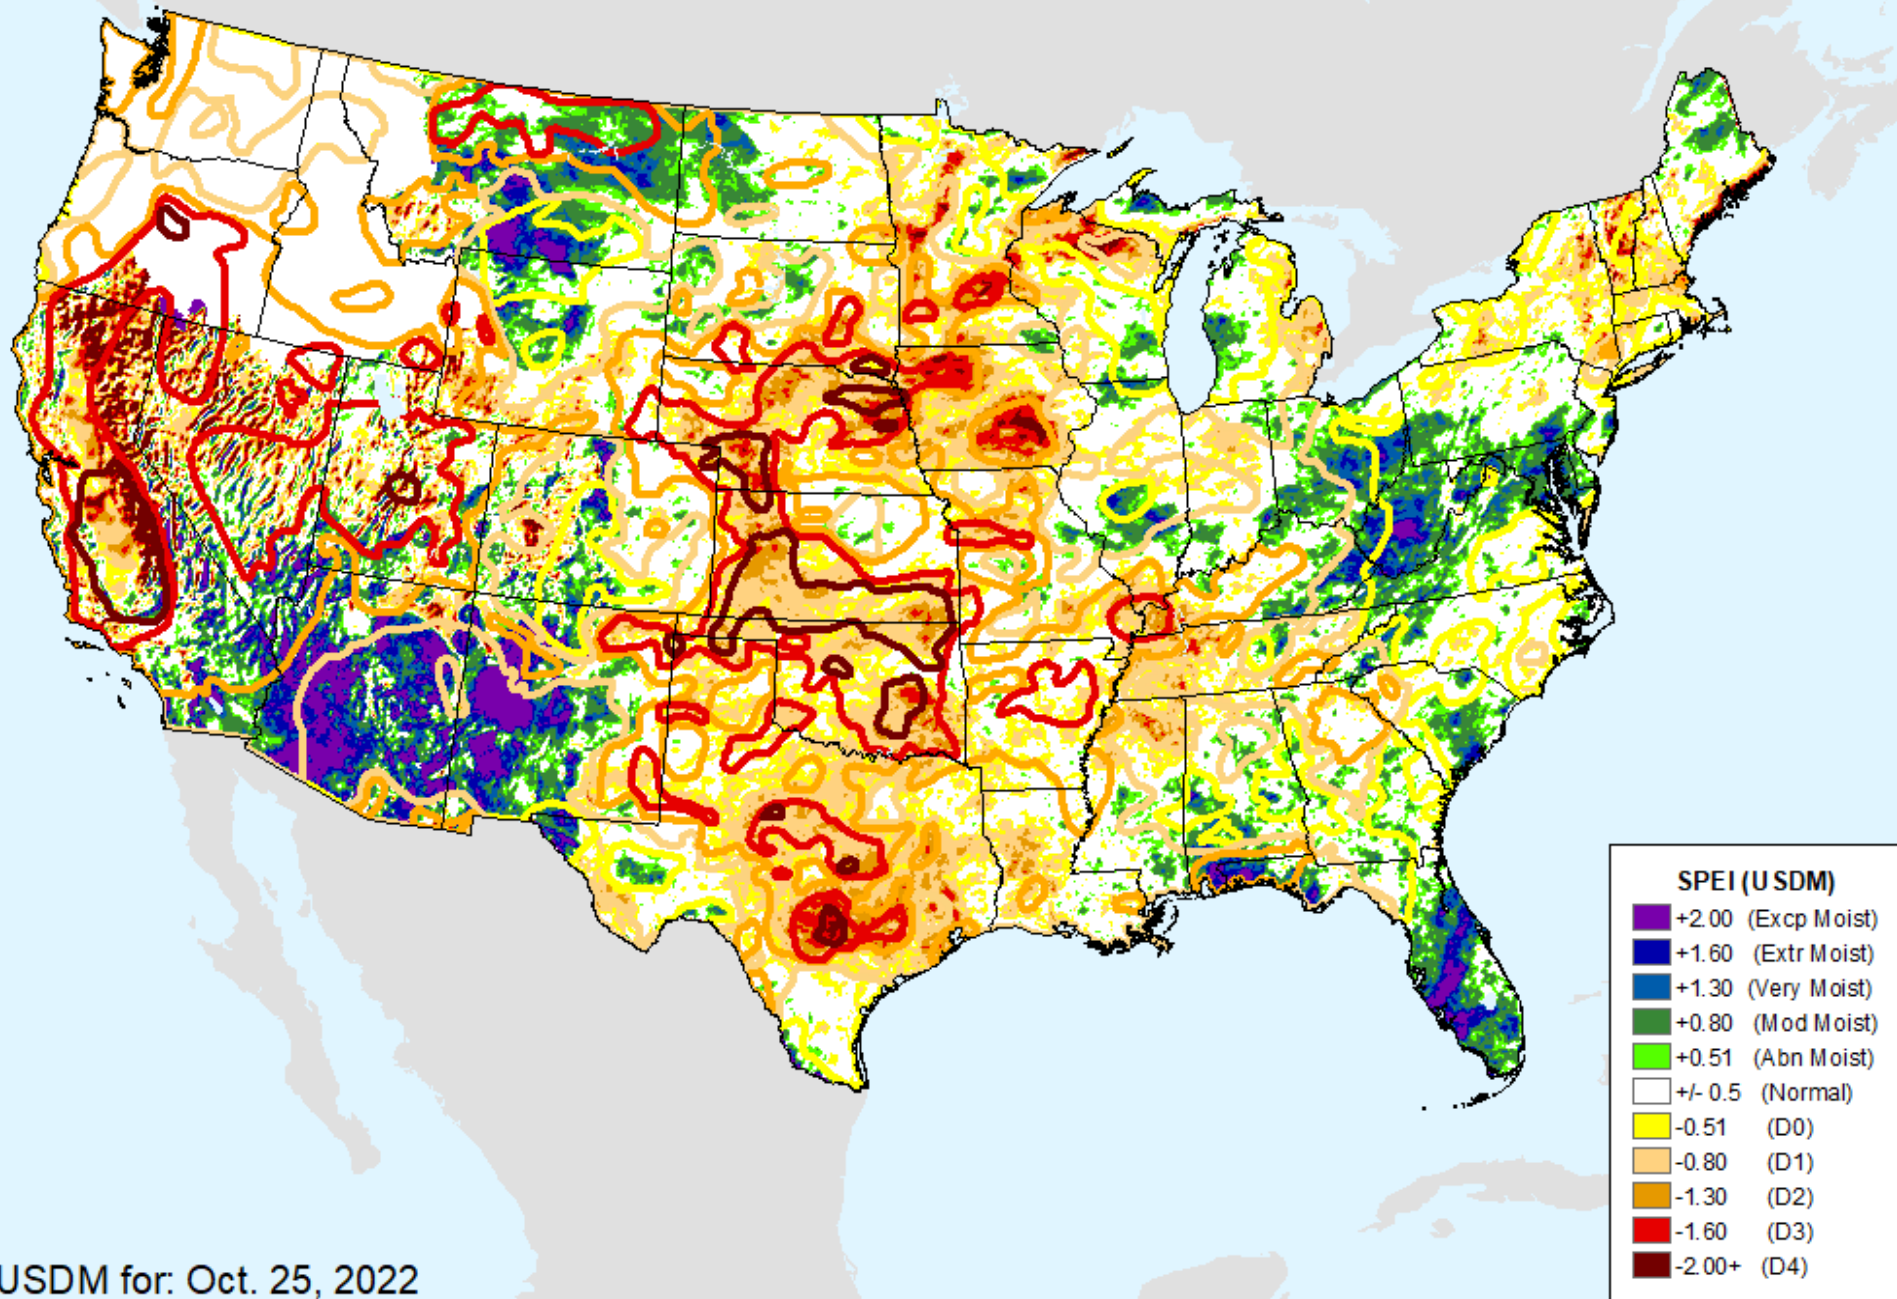 SPEI (USDM)
+2.00 (Excp Moist)
+1.60 (Extr Moist)
+1.30 (Very Moist)
+0.80 (Mod Moist)
+0.51 (Abn Moist)
+/- 0.5 (Normal)
-0.51 (D0)
-0.80 (D1)
-1.30 (D2)
-1.60 (D3)
-2.00+ (D4)
USDM for: Oct. 25, 2022